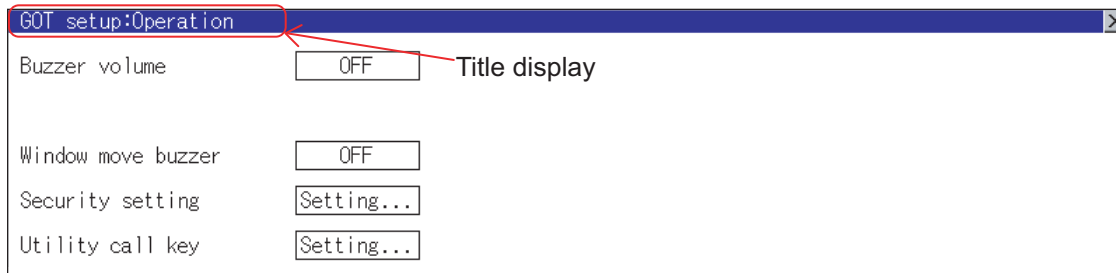 GOT setup:Operation
Buzzer volume OFF Title display
Window move buzzer OFF
Security setting Setting...
Utility call key Setting...